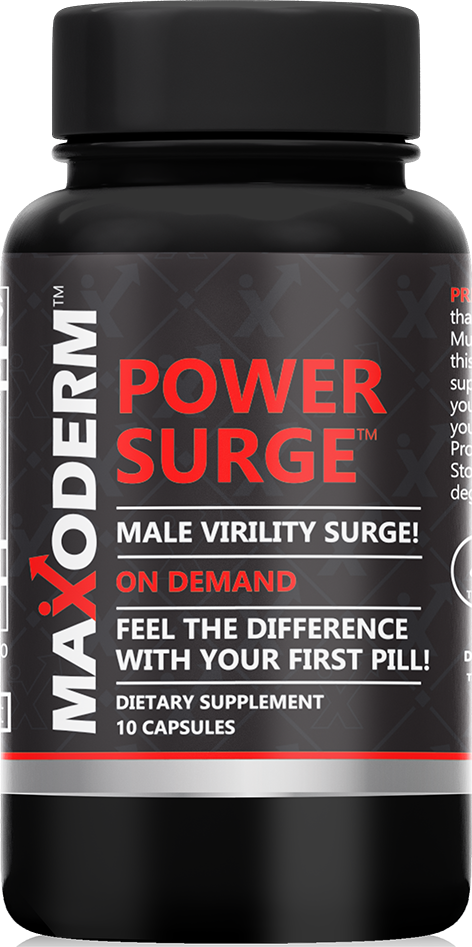 MAXODERM™
POWER
SURGE™
MALE VIRILITY SURGE!
ON DEMAND
FEEL THE DIFFERENCE
WITH YOUR FIRST PILL!
DIETARY SUPPLEMENT
10 CAPSULES